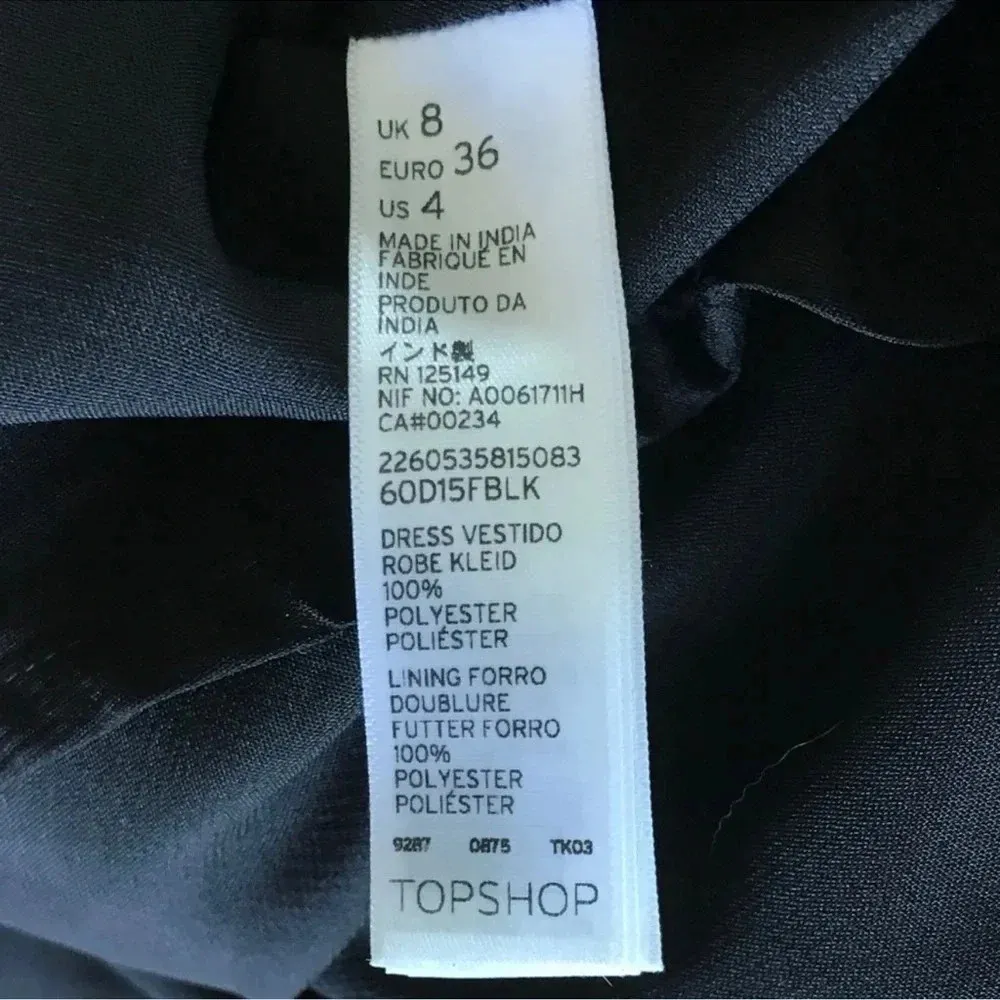 UK 8
EURO 36
US 4
MADE IN INDIA
FABRIQUÉ EN
INDE
PRODUTO DA
ÍNDIA
インド製
RN 125149
NIF NO: A0061711H
CA#00234
2260535815083
60D15FBLK
DRESS VESTIDO
ROBE KLEID
100%
POLYESTER
POLIÉSTER
LINING FORRO
DOUBLURE
FUTTER FORRO
100%
POLYESTER
POLIÉSTER
9287 0875 TK03
TOPSHOP